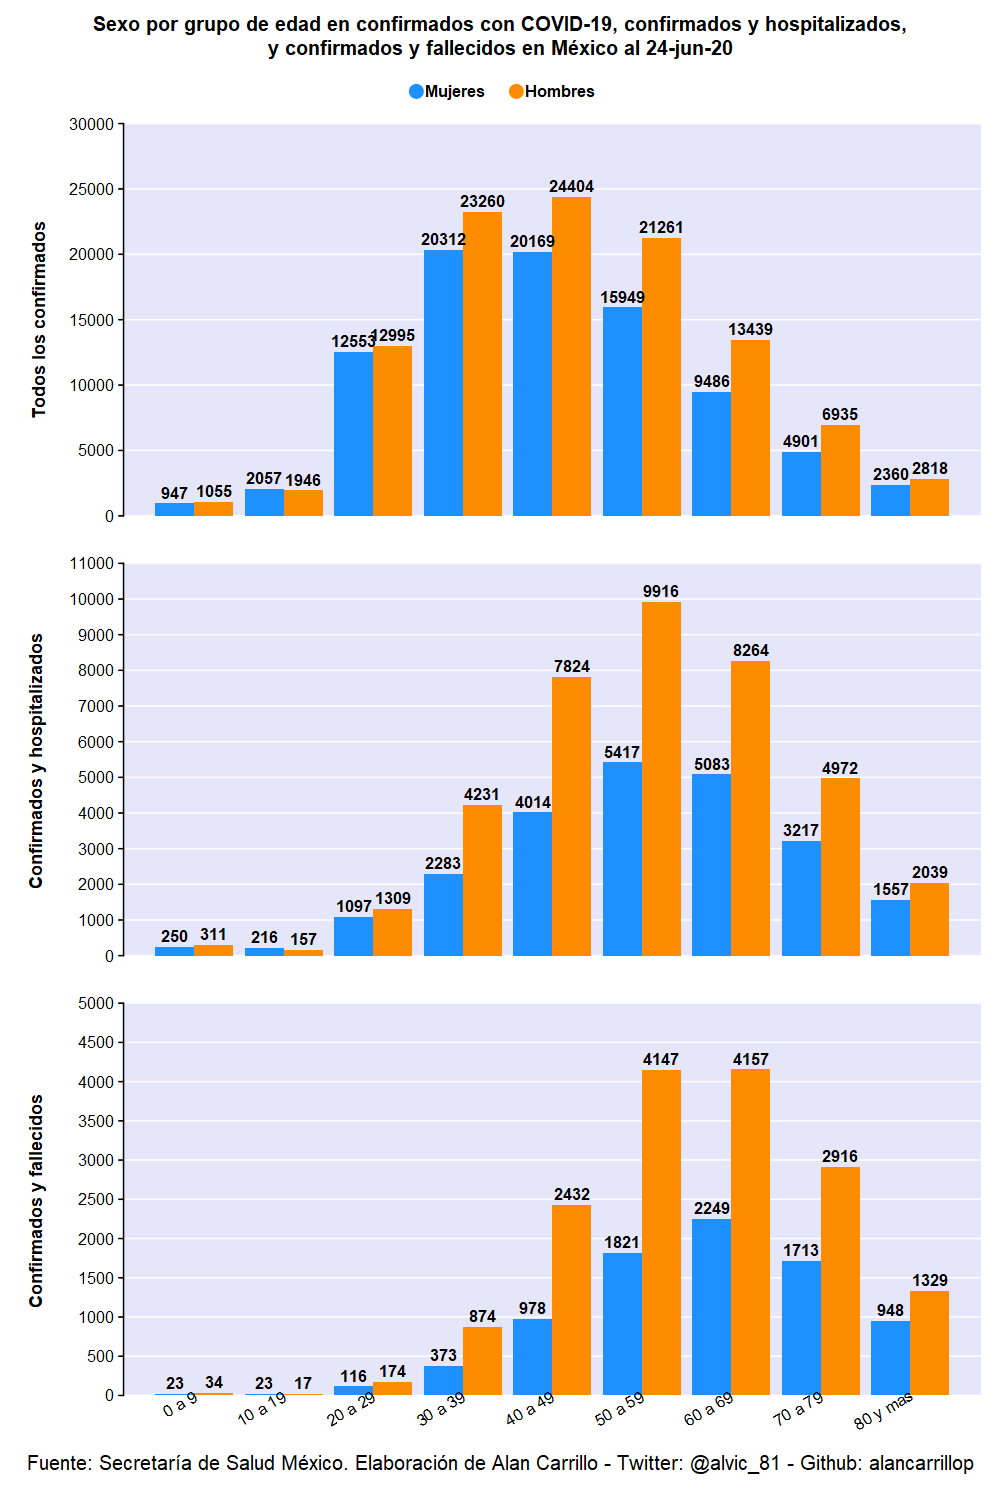 Sexo por grupo de edad en confirmados con COVID-19, confirmados y hospitalizados,
y confirmados y fallecidos en México al 24-jun-20
Mujeres Hombres
Todos los confirmados
30000
25000
20000
15000
10000
5000
0
947 1055 2057 1946 12553 12995 20312 23260 20169 24404 15949 21261 9486 13439 4901 6935 2360 2818
Confirmados y hospitalizados
11000
10000
9000
8000
7000
6000
5000
4000
3000
2000
1000
0
250 311 216 157 1097 1309 2283 4231 4014 7824 5417 9916 5083 8264 3217 4972 1557 2039
Confirmados y fallecidos
5000
4500
4000
3500
3000
2500
2000
1500
1000
500
0
23 34 23 17 116 174 373 874 978 2432 1821 4147 2249 4157 1713 2916 948 1329
0 a 9 10 a 19 20 a 29 30 a 39 40 a 49 50 a 59 60 a 69 70 a 79 80 y mas
Fuente: Secretaría de Salud México. Elaboración de Alan Carrillo - Twitter: @alvic_81 - Github: alancarrillop